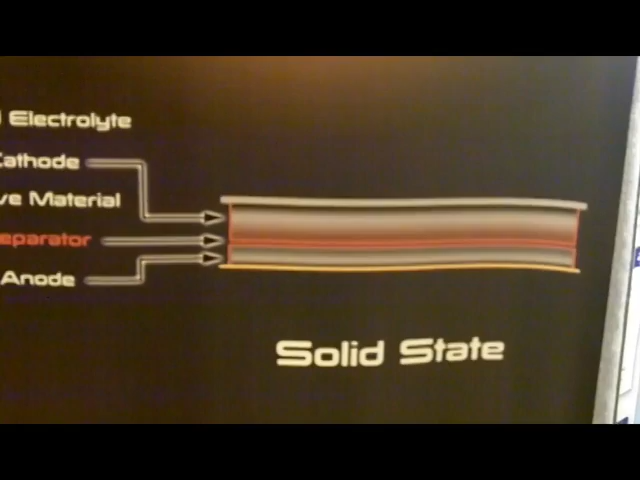 Electrolyte
Cathode
ve Material
eparator
Anode
Solid State